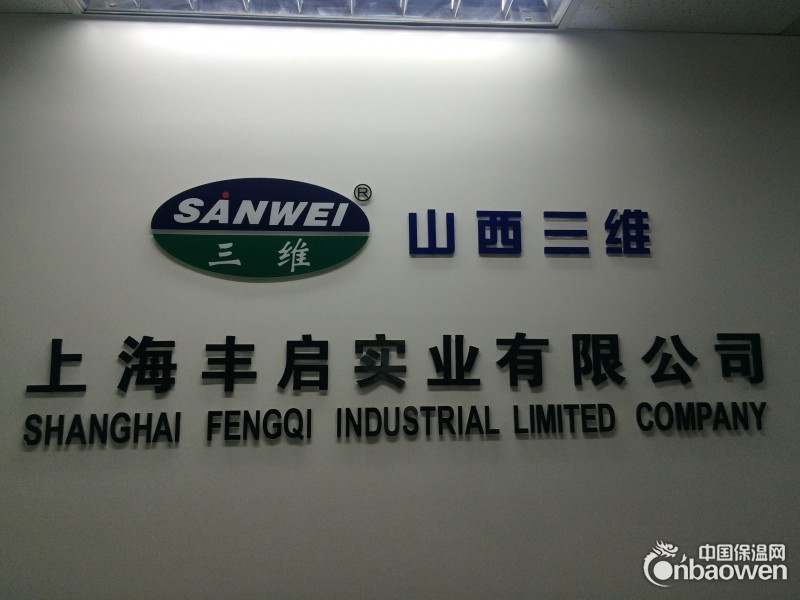 SANWEI ®
三维
山西三维
上海丰启实业有限公司
SHANGHAI FENGQI INDUSTRIAL LIMITED COMPANY
中国保温网
Cnbaowen